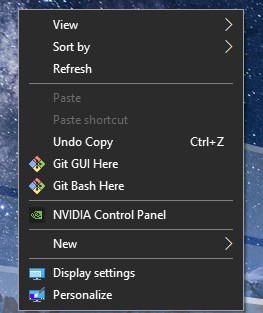 View
Sort by
Refresh
Paste
Paste shortcut
Undo Copy Ctrl+Z
Git GUI Here
Git Bash Here
NVIDIA Control Panel
New
Display settings
Personalize